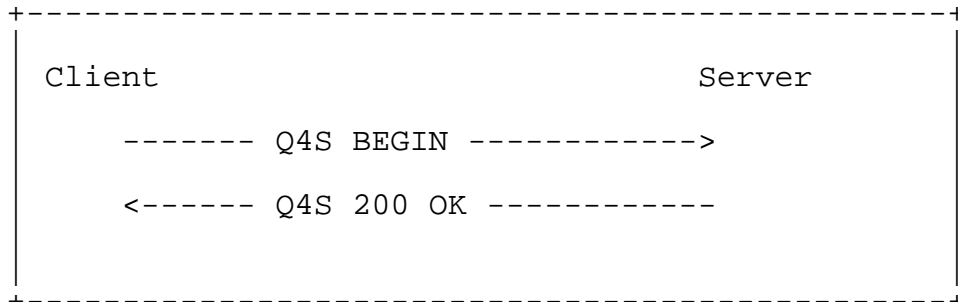 +------------------------------------------------+
Client                                    Server
------- Q4S BEGIN ------------>
<------ Q4S 200 OK ------------
+------------------------------------------------+